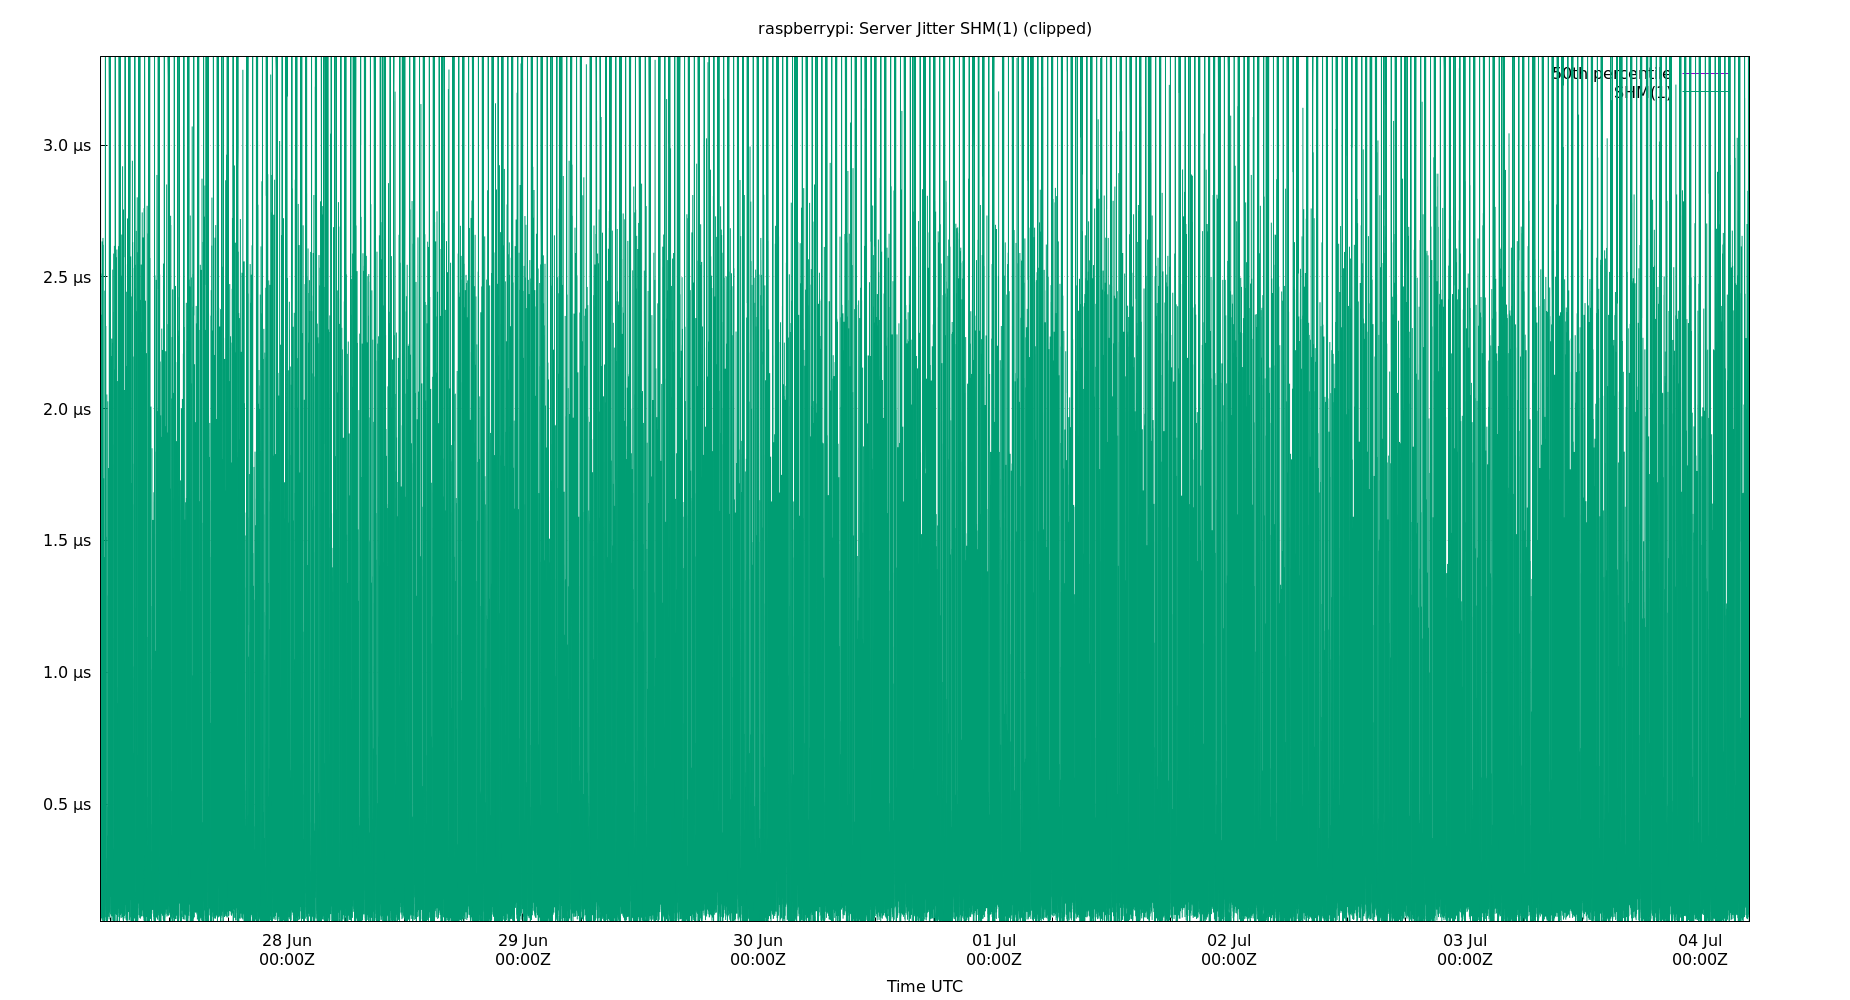 raspberrypi: Server Jitter SHM(1) (clipped)
50th percentile
SHM(1)
3.0 µs
2.5 µs
2.0 µs
1.5 µs
1.0 µs
0.5 µs
28 Jun 29 Jun 30 Jun 01 Jul 02 Jul 03 Jul 04 Jul
00:00Z 00:00Z 00:00Z 00:00Z 00:00Z 00:00Z 00:00Z
Time UTC